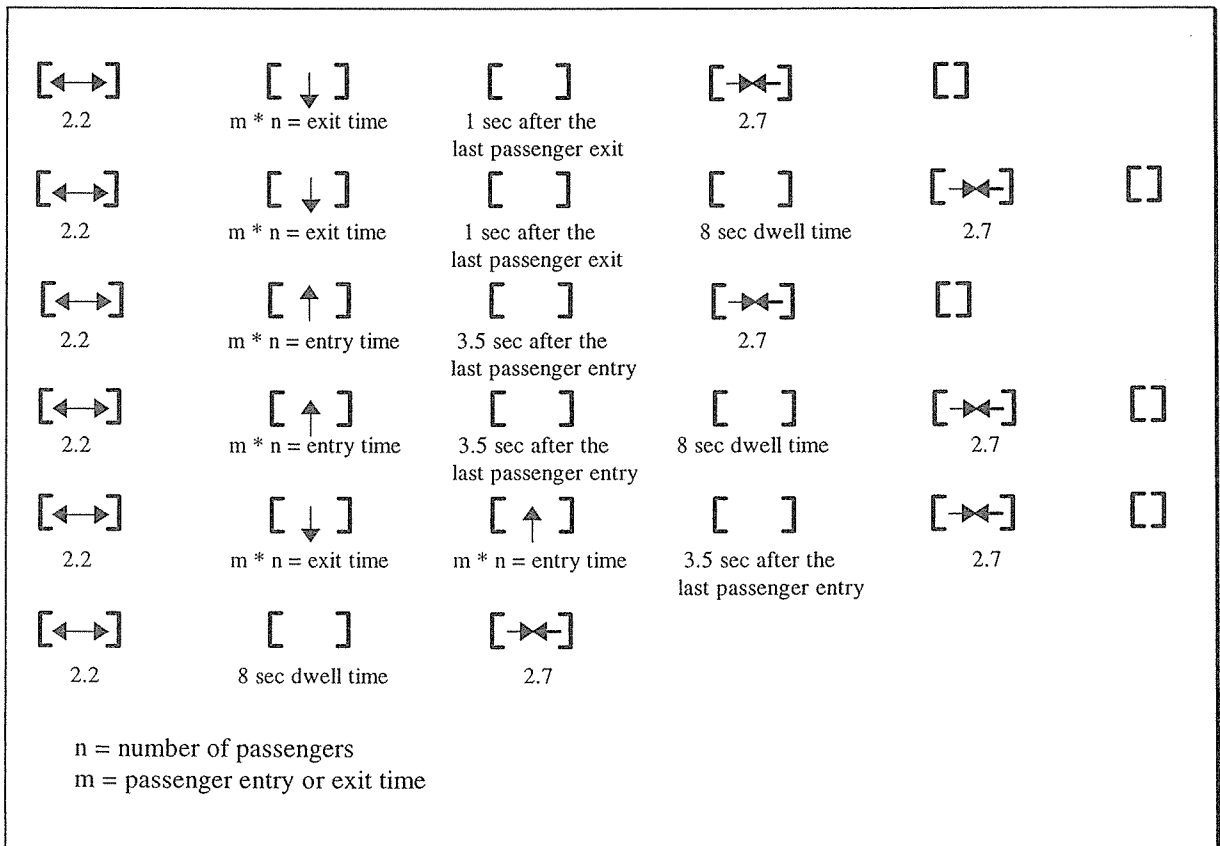 2.2 m * n = exit time 1 sec after the 2.7
last passenger exit
2.2 m * n = exit time 1 sec after the 8 sec dwell time 2.7
last passenger exit
2.2 m * n = entry time 3.5 sec after the 2.7
last passenger entry
2.2 m * n = entry time 3.5 sec after the 8 sec dwell time 2.7
last passenger entry
2.2 m * n = exit time m * n = entry time 3.5 sec after the 2.7
last passenger entry
2.2 8 sec dwell time 2.7
n = number of passengers
m = passenger entry or exit time